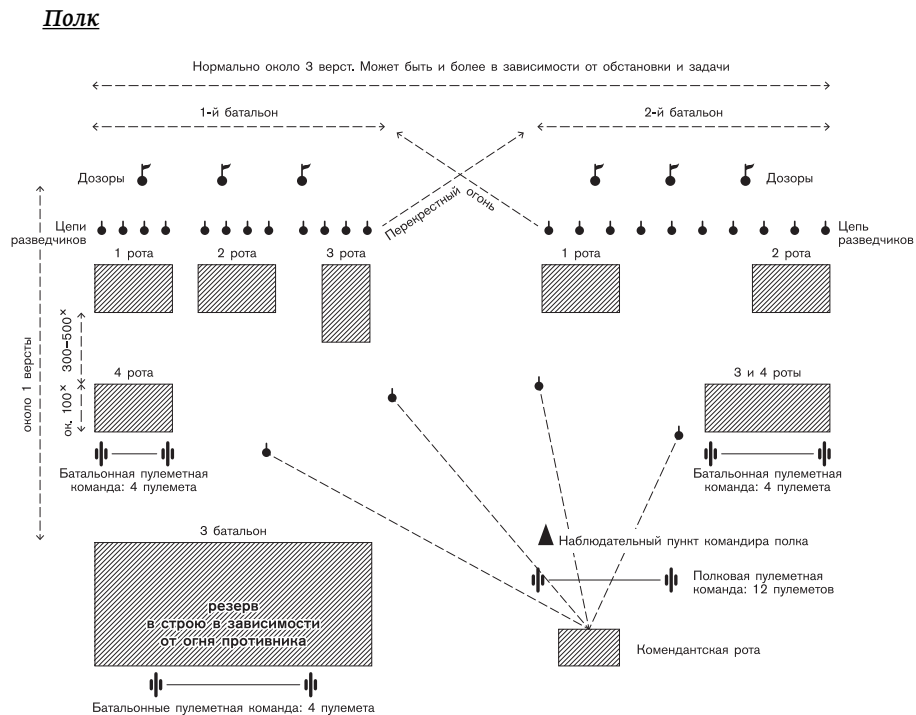 Полк
Нормально около 3 верст. Может быть и более в зависимости от обстановки и задачи
1-й батальон
2-й батальон
Дозоры
Дозоры
Перекрестный огонь
Цепи
разведчиков
Цепь
разведчиков
1 рота
2 рота
3 рота
1 рота
2 рота
около 1 версты
300–500×
ок. 100×
4 рота
3 и 4 роты
Батальонная пулеметная
команда: 4 пулемета
Батальонная пулеметная
команда: 4 пулемета
3 батальон
Наблюдательный пункт командира полка
Полковая пулеметная
команда: 12 пулеметов
резерв
в строю в зависимости
от огня противника
Комендантская рота
Батальонные пулеметная команда: 4 пулемета